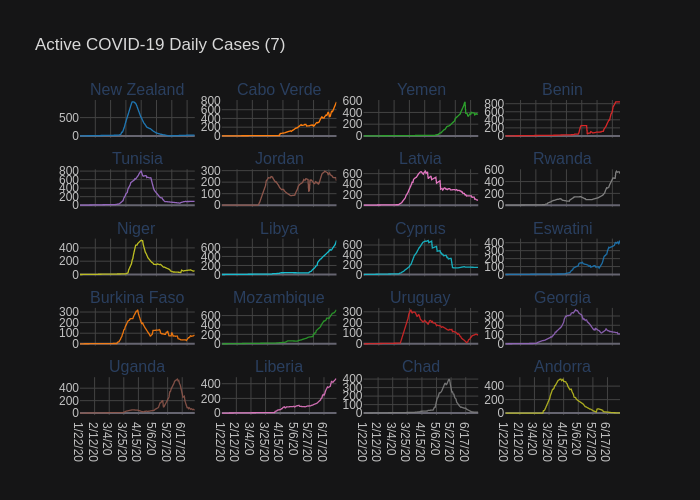 Active COVID-19 Daily Cases (7)
New Zealand Cabo Verde Yemen Benin
500 0 800 600 400 200 0 600 400 200 0 800 600 400 200 0
Tunisia Jordan Latvia Rwanda
800 600 400 200 0 300 200 100 0 600 400 200 0 600 400 200 0
Niger Libya Cyprus Eswatini
400 200 0 600 400 200 0 600 400 200 0 400 300 200 100 0
Burkina Faso Mozambique Uruguay Georgia
300 200 100 0 600 400 200 0 300 200 100 0 300 200 100 0
Uganda Liberia Chad Andorra
400 200 0 400 200 0 400 300 200 100 0 400 200 0
1/22/20 2/12/20 3/4/20 3/25/20 4/15/20 5/6/20 5/27/20 6/17/20 1/22/20 2/12/20 3/4/20 3/25/20 4/15/20 5/6/20 5/27/20 6/17/20 1/22/20 2/12/20 3/4/20 3/25/20 4/15/20 5/6/20 5/27/20 6/17/20 1/22/20 2/12/20 3/4/20 3/25/20 4/15/20 5/6/20 5/27/20 6/17/20